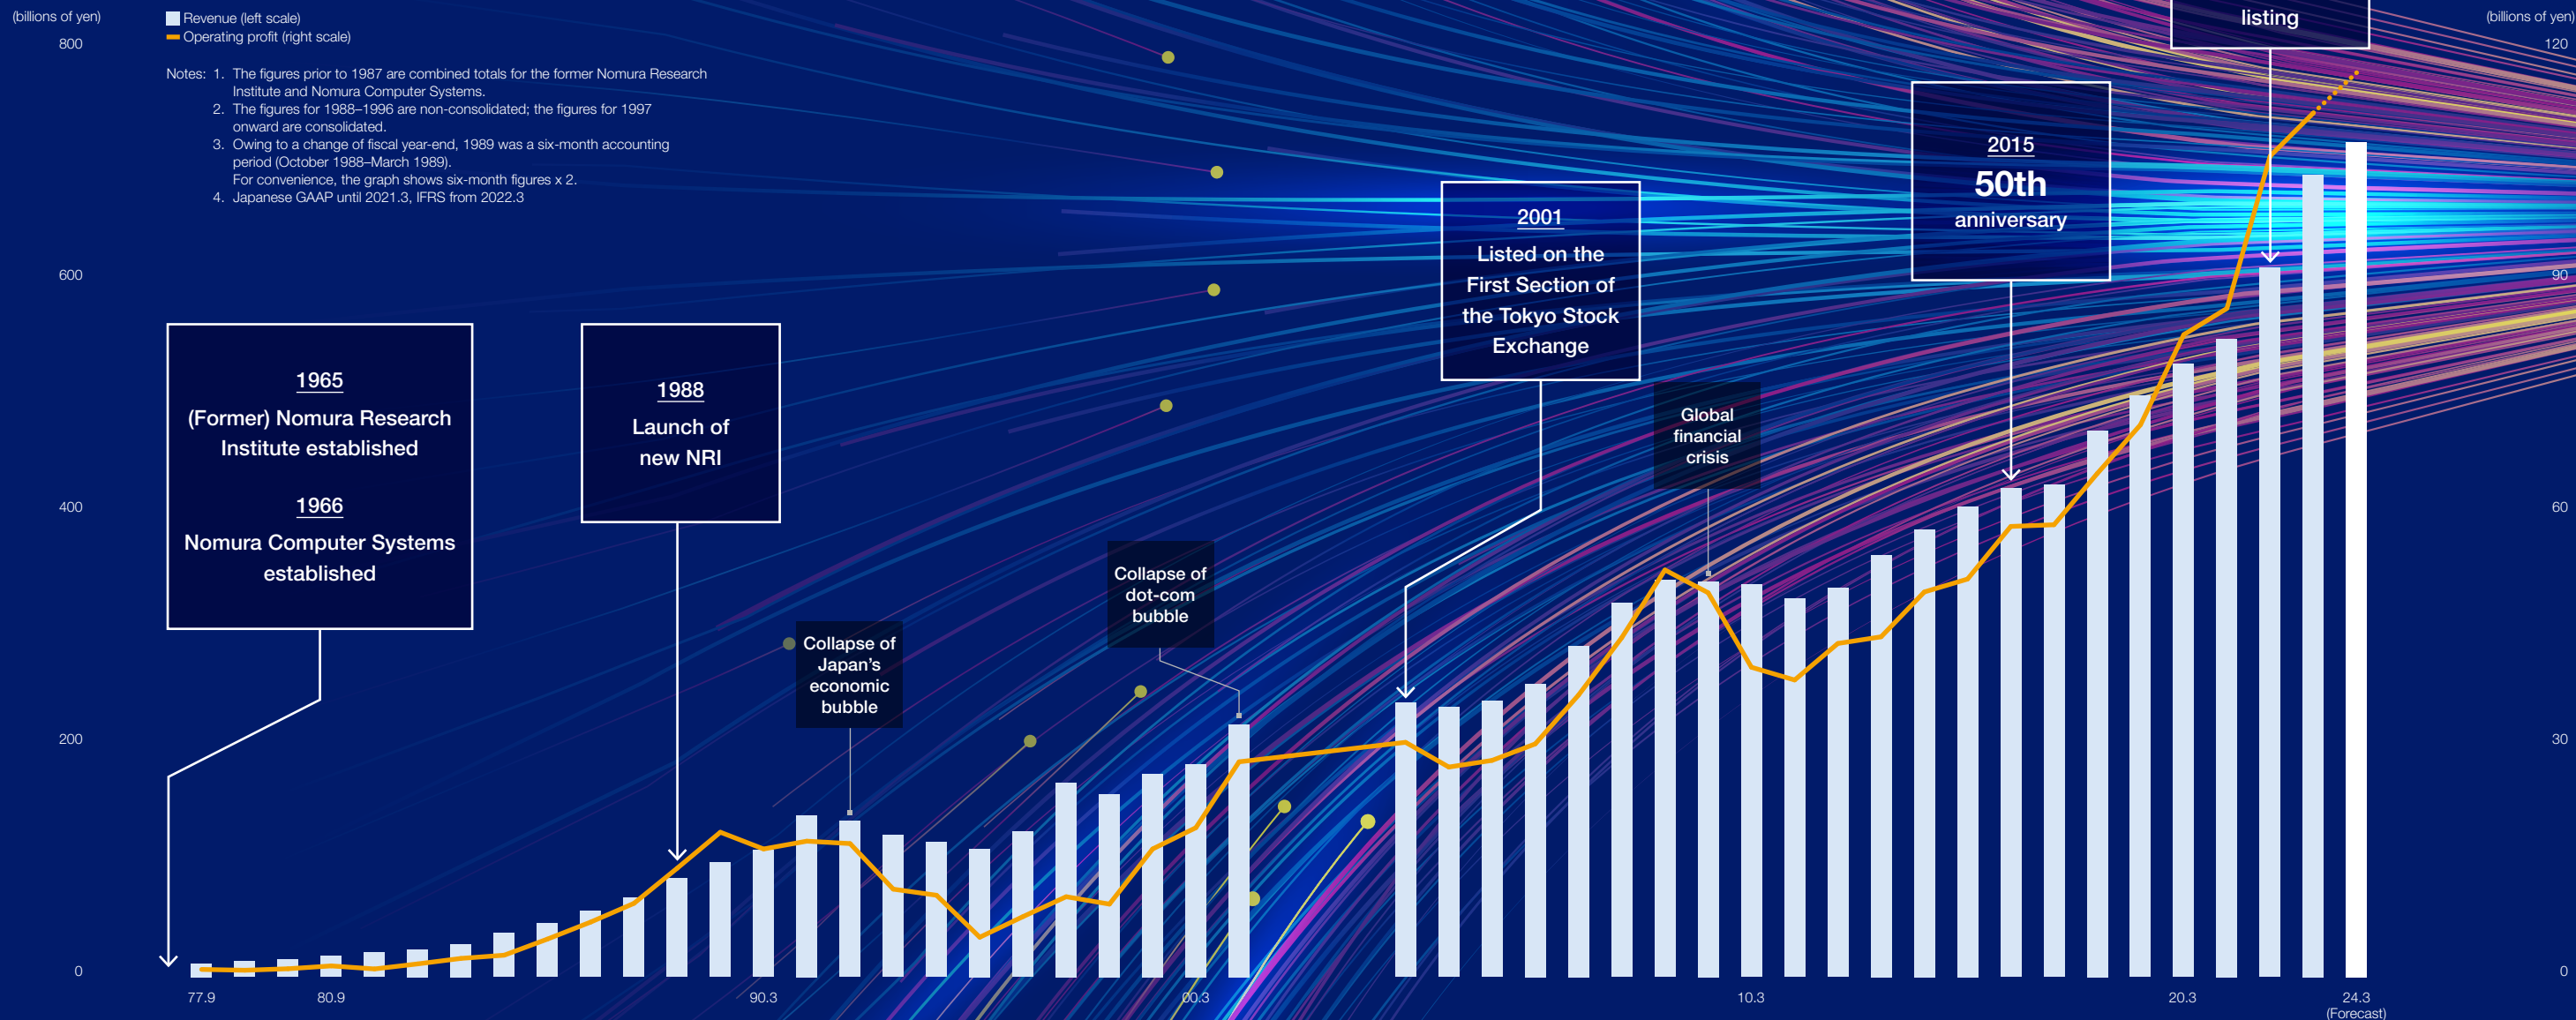 (billions of yen)
Revenue (left scale)
Operating profit (right scale)
(billions of yen)
800
600
400
200
0
120
90
60
30
0
Notes: 1. The figures prior to 1987 are combined totals for the former Nomura Research
Institute and Nomura Computer Systems.
2. The figures for 1988–1996 are non-consolidated; the figures for 1997
onward are consolidated.
3. Owing to a change of fiscal year-end, 1989 was a six-month accounting
period (October 1988–March 1989).
For convenience, the graph shows six-month figures x 2.
4. Japanese GAAP until 2021.3, IFRS from 2022.3
1965
(Former) Nomura Research
Institute established
1966
Nomura Computer Systems
established
1988
Launch of
new NRI
Collapse of
Japan’s
economic
bubble
Collapse of
dot-com
bubble
2001
Listed on the
First Section of
the Tokyo Stock
Exchange
Global
financial
crisis
2015
50th
anniversary
listing
77.9
80.9
90.3
00.3
10.3
20.3
24.3
(Forecast)